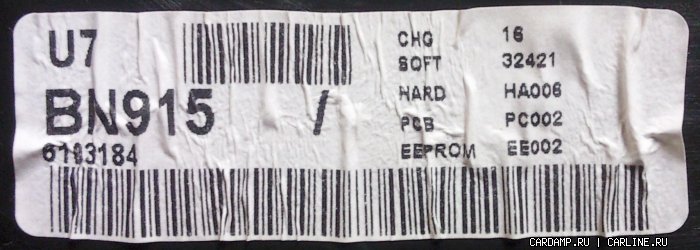 U7
BN915 /
6193184
CHG 16
SOFT 32421
HARD HA006
PCB PC002
EEPROM EE002
CARDAMP.RU | CARLINE.RU